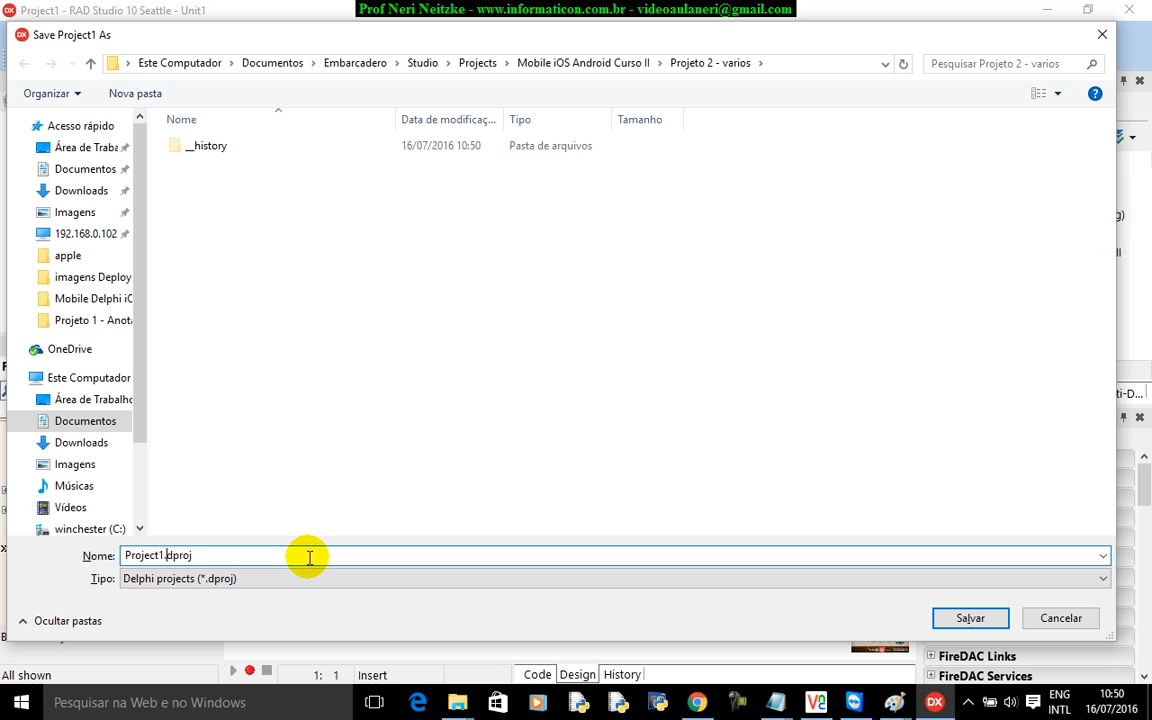 Project1 - RAD Studio 10 Seattle - Unit1
Prof Neri Neitzke - www.informaticon.com.br - videoaulaneri@gmail.com
Save Project1 As
Este Computador > Documentos > Embarcadero > Studio > Projects > Mobile iOS Android Curso II > Projeto 2 - varios >
Pesquisar Projeto 2 - varios
Organizar
Nova pasta
Nome
Data de modificaç...
Tipo
Tamanho
__history
16/07/2016 10:50
Pasta de arquivos
Acesso rápido
Área de Traba
Documentos
Downloads
Imagens
192.168.0.102
apple
imagens Deploy
Mobile Delphi iO
Projeto 1 - Anot
OneDrive
Este Computador
Área de Trabalho
Documentos
Downloads
Imagens
Músicas
Vídeos
winchester (C:)
Nome: Project1.dproj
Tipo: Delphi projects (*.dproj)
Ocultar pastas
Salvar
Cancelar
ti-D...
FireDAC Links
FireDAC Services
All shown
1: 1
Insert
Code
Design
History
Pesquisar na Web e no Windows
ENG
INTL
10:50
16/07/2016